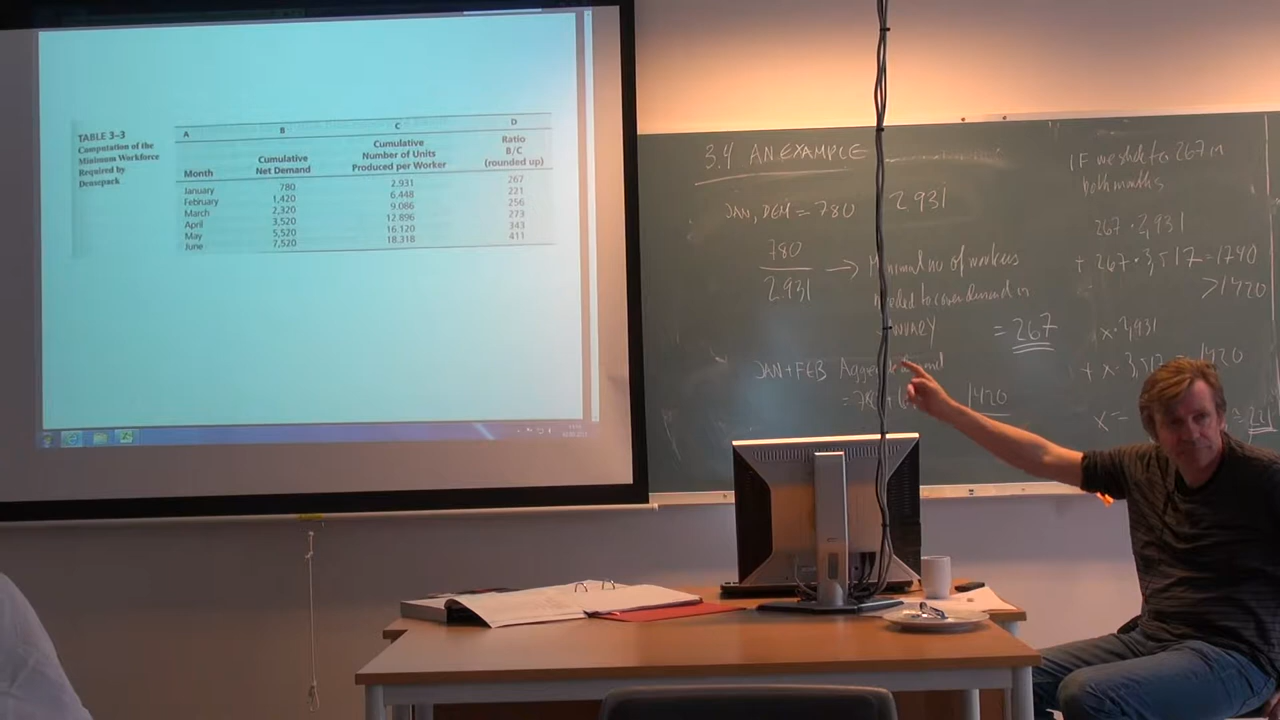 TABLE 3–3
Computation of the
Minimum Workforce
Required by
Densepack
A B C D
Month
Cumulative
Net Demand
Cumulative
Number of Units
Produced per Worker
Ratio
B/C
(rounded up)
January 780 2.931 267
February 1,420 6.448 221
March 2,320 9.086 256
April 3,520 12.896 273
May 5,520 16.120 343
June 7,520 18.318 411
3.4 AN EXAMPLE
JAN, DEM = 780 2.931
780
2.931
→ Minimal no of workers
needed to cover demand in
= 267
JAN + FEB
1420
IF we stick to 267 in
both months
267·2,931
+ 267·3,517=1740
>1420
x·2,931
+ x·3,517 = 1420
x =
≅ 221